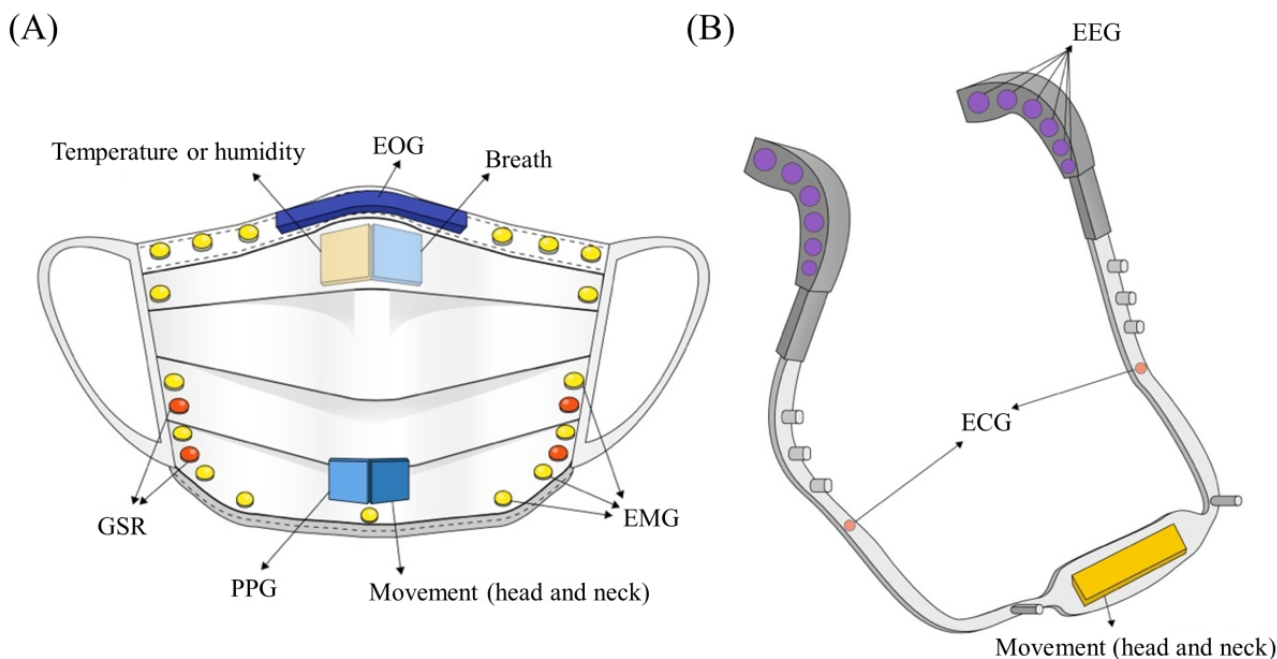 (A)
Temperature or humidity
EOG
Breath
GSR
PPG
Movement (head and neck)
EMG
(B)
EEG
ECG
Movement (head and neck)